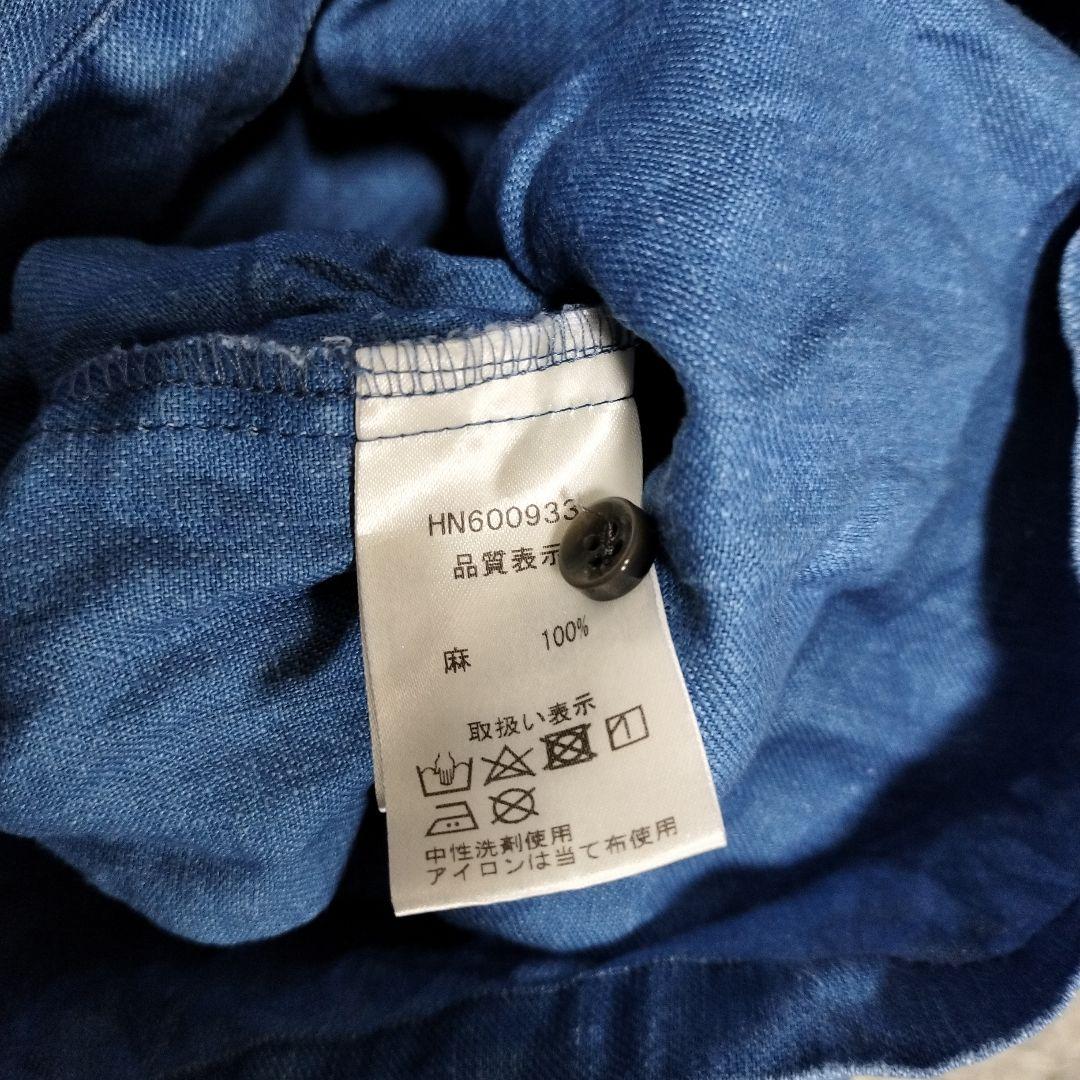 HN600933
品質表示
麻 100%
取扱い表示
中性洗剤使用
アイロンは当て布使用